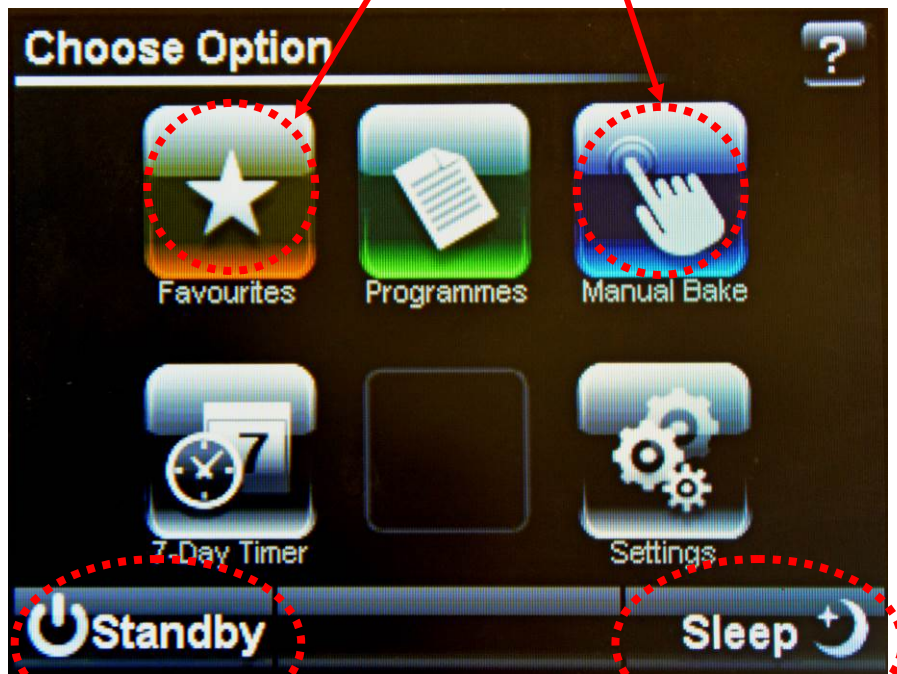 Choose Option
?
Favourites
Programmes
Manual Bake
7
7-Day Timer
Settings
Standby
Sleep